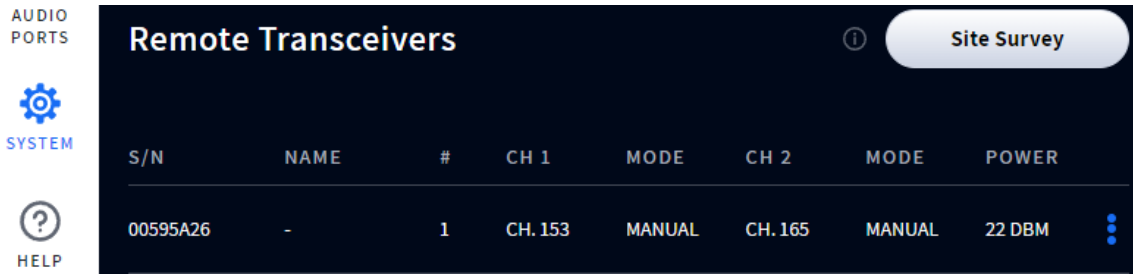 AUDIO
PORTS
SYSTEM
HELP
Remote Transceivers
Site Survey
S/N NAME # CH 1 MODE CH 2 MODE POWER
00595A26 - 1 CH. 153 MANUAL CH. 165 MANUAL 22 DBM